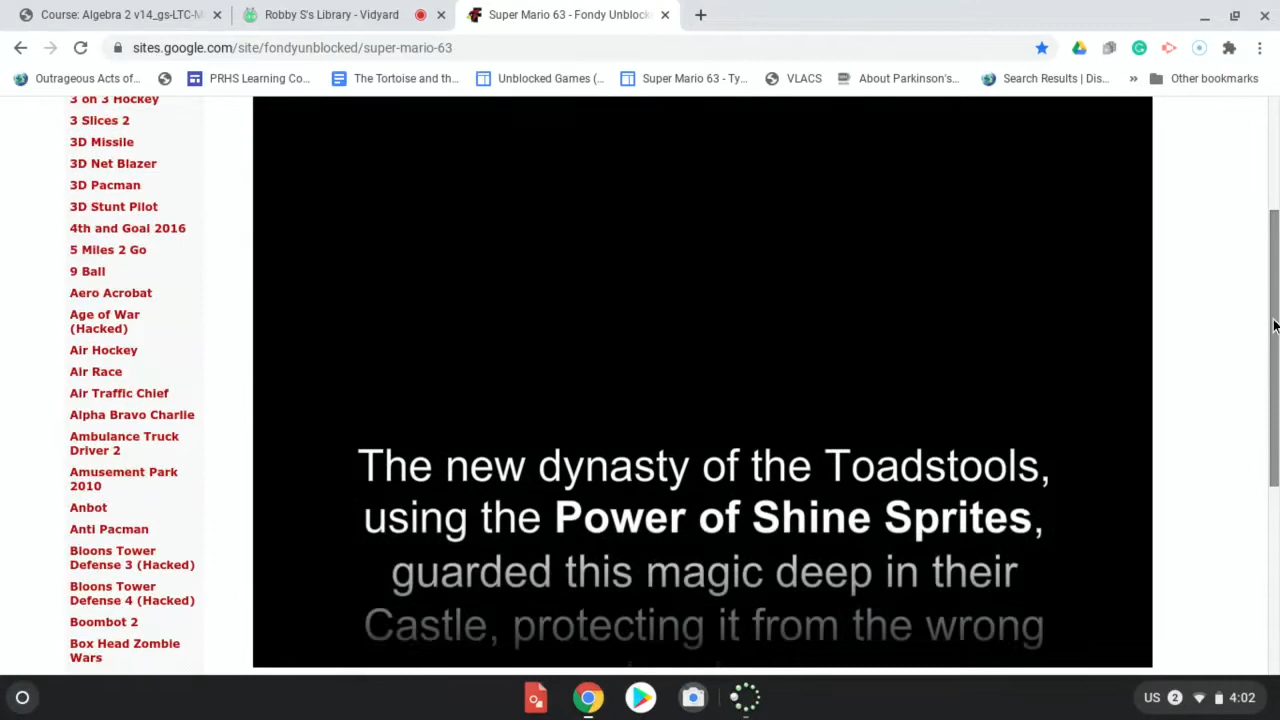 Course: Algebra 2 v14_gs-LTC-M
Robby S's Library - Vidyard
Super Mario 63 - Fondy Unblock
sites.google.com/site/fondyunblocked/super-mario-63
Outrageous Acts of...
PRHS Learning Co...
The Tortoise and th...
Unblocked Games (...
Super Mario 63 - Ty...
VLACS
About Parkinson's...
Search Results | Dis...
»
Other bookmarks
3 on 3 Hockey
3 Slices 2
3D Missile
3D Net Blazer
3D Pacman
3D Stunt Pilot
4th and Goal 2016
5 Miles 2 Go
9 Ball
Aero Acrobat
Age of War
(Hacked)
Air Hockey
Air Race
Air Traffic Chief
Alpha Bravo Charlie
Ambulance Truck
Driver 2
Amusement Park
2010
Anbot
Anti Pacman
Bloons Tower
Defense 3 (Hacked)
Bloons Tower
Defense 4 (Hacked)
Boombot 2
Box Head Zombie
Wars
The new dynasty of the Toadstools,
using the Power of Shine Sprites,
guarded this magic deep in their
Castle, protecting it from the wrong
US 2 4:02